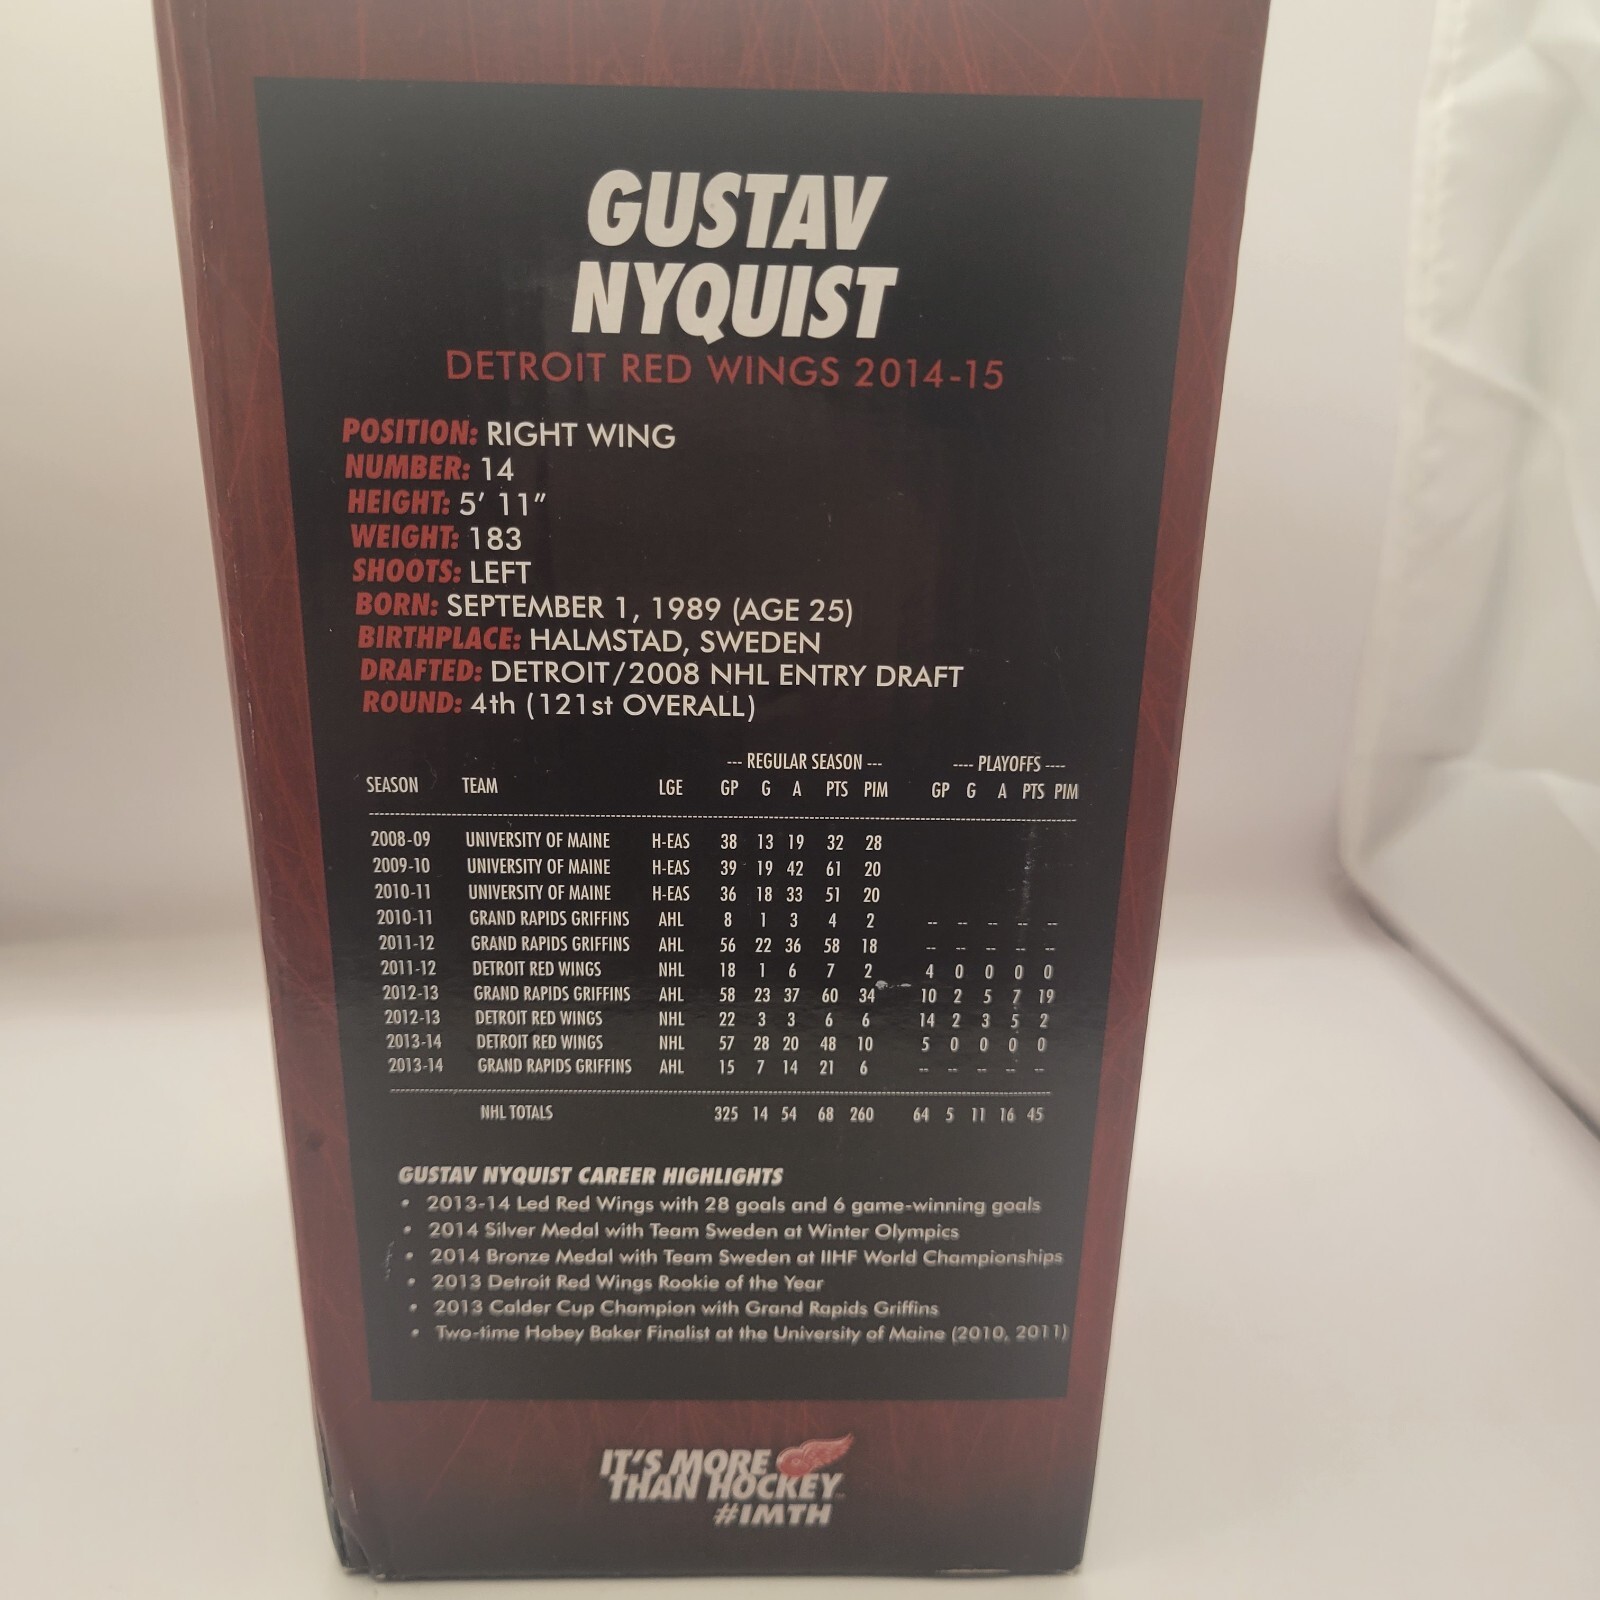 GUSTAV
NYQUIST
DETROIT RED WINGS 2014-15
POSITION: RIGHT WING
NUMBER: 14
HEIGHT: 5' 11"
WEIGHT: 183
SHOOTS: LEFT
BORN: SEPTEMBER 1, 1989 (AGE 25)
BIRTHPLACE: HALMSTAD, SWEDEN
DRAFTED: DETROIT/2008 NHL ENTRY DRAFT
ROUND: 4th (121st OVERALL)
--- REGULAR SEASON --- ---- PLAYOFFS ----
SEASON TEAM LGE GP G A PTS PIM GP G A PTS PIM
2008-09 UNIVERSITY OF MAINE H-EAS 38 13 19 32 28
2009-10 UNIVERSITY OF MAINE H-EAS 39 19 42 61 20
2010-11 UNIVERSITY OF MAINE H-EAS 36 18 33 51 20
2010-11 GRAND RAPIDS GRIFFINS AHL 8 1 3 4 2 -- -- -- -- --
2011-12 GRAND RAPIDS GRIFFINS AHL 56 22 36 58 18 -- -- -- -- --
2011-12 DETROIT RED WINGS NHL 18 1 6 7 2 4 0 0 0 0
2012-13 GRAND RAPIDS GRIFFINS AHL 58 23 37 60 34 10 2 5 7 19
2012-13 DETROIT RED WINGS NHL 22 3 3 6 6 14 2 3 5 2
2013-14 DETROIT RED WINGS NHL 57 28 20 48 10 5 0 0 0 0
2013-14 GRAND RAPIDS GRIFFINS AHL 15 7 14 21 6 -- -- -- -- --
NHL TOTALS 325 14 54 68 260 64 5 11 16 45
GUSTAV NYQUIST CAREER HIGHLIGHTS
• 2013-14 Led Red Wings with 28 goals and 6 game-winning goals
• 2014 Silver Medal with Team Sweden at Winter Olympics
• 2014 Bronze Medal with Team Sweden at IIHF World Championships
• 2013 Detroit Red Wings Rookie of the Year
• 2013 Calder Cup Champion with Grand Rapids Griffins
• Two-time Hobey Baker Finalist at the University of Maine (2010, 2011)
IT'S MORE
THAN HOCKEY
#IMTH